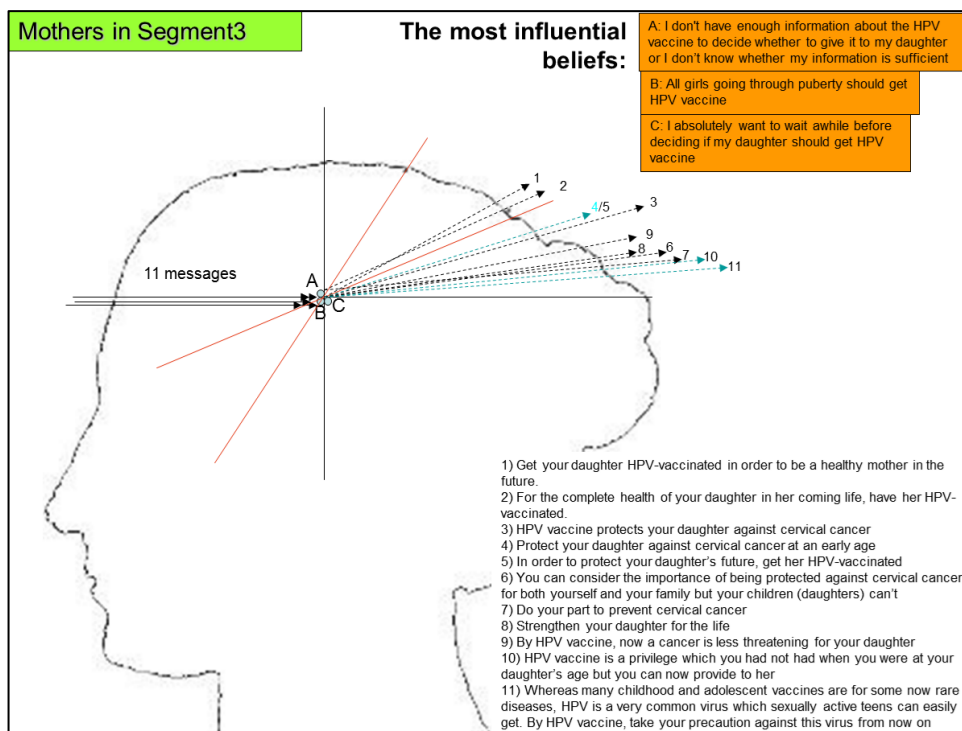 Mothers in Segment3
The most influential
beliefs:
A: I don't have enough information about the HPV
vaccine to decide whether to give it to my daughter
or I don't know whether my information is sufficient
B: All girls going through puberty should get
HPV vaccine
C: I absolutely want to wait awhile before
deciding if my daughter should get HPV
vaccine
1
2
4/5
3
9
8
6
7
10
11
11 messages
A
B
C
1) Get your daughter HPV-vaccinated in order to be a healthy mother in the
future.
2) For the complete health of your daughter in her coming life, have her HPV-
vaccinated.
3) HPV vaccine protects your daughter against cervical cancer
4) Protect your daughter against cervical cancer at an early age
5) In order to protect your daughter's future, get her HPV-vaccinated
6) You can consider the importance of being protected against cervical cancer
for both yourself and your family but your children (daughters) can't
7) Do your part to prevent cervical cancer
8) Strengthen your daughter for the life
9) By HPV vaccine, now a cancer is less threatening for your daughter
10) HPV vaccine is a privilege which you had not had when you were at your
daughter's age but you can now provide to her
11) Whereas many childhood and adolescent vaccines are for some now rare
diseases, HPV is a very common virus which sexually active teens can easily
get. By HPV vaccine, take your precaution against this virus from now on